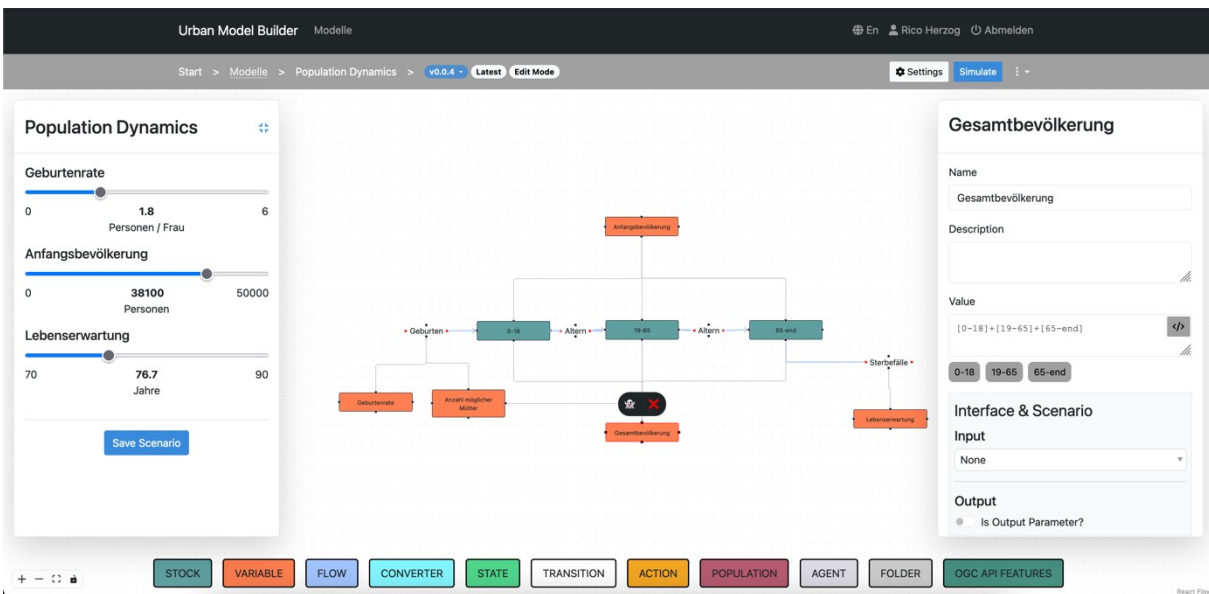 Urban Model Builder Modelle En Rico Herzog Abmelden
Start > Modelle > Population Dynamics > v0.0.4 Latest Edit Mode Settings Simulate
Population Dynamics
Geburtenrate
0 1.8 6
Personen / Frau
Anfangsbevölkerung
0 38100 50000
Personen
Lebenserwartung
70 76.7 90
Jahre
Save Scenario
Anfangsbevölkerung
Geburten 0-18 Altern 19-65 Altern 65-end
Sterbefälle
Geburtenrate
Anzahl möglicher
Mütter
Gesamtbevölkerung
Lebenserwartung
Gesamtbevölkerung
Name
Gesamtbevölkerung
Description
Value
[0-18]+[19-65]+[65-end]
</>
0-18 19-65 65-end
Interface & Scenario
Input
None
Output
Is Output Parameter?
STOCK VARIABLE FLOW CONVERTER STATE TRANSITION ACTION POPULATION AGENT FOLDER OGC API FEATURES
React Flow